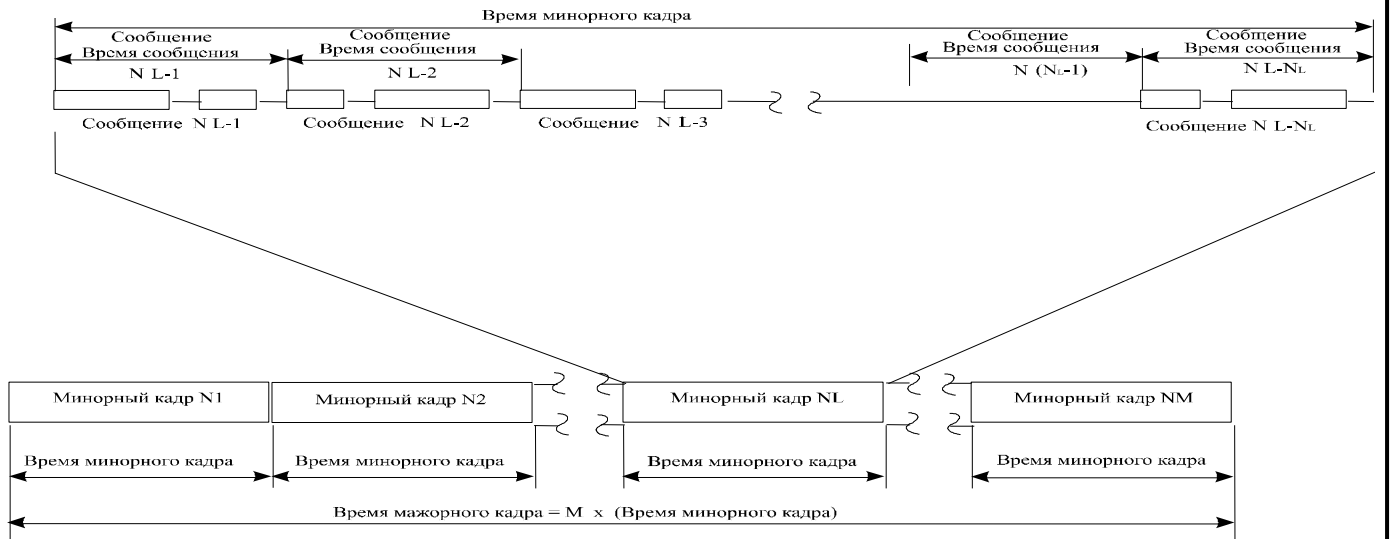 Время минорного кадра
Сообщение
Время сообщения
N L-1
Сообщение
Время сообщения
N L-2
Сообщение
Время сообщения
N (NL-1)
Сообщение
Время сообщения
N L-NL
Сообщение N L-1
Сообщение N L-2
Сообщение N L-3
Сообщение N L-NL
Минорный кадр N1
Минорный кадр N2
Минорный кадр NL
Минорный кадр NM
Время минорного кадра
Время минорного кадра
Время минорного кадра
Время минорного кадра
Время мажорного кадра = M x (Время минорного кадра)